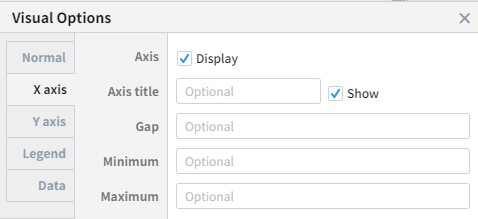 Visual Options
Normal
X axis
Y axis
Legend
Data
Axis
Display
Axis title
Optional
Show
Gap
Optional
Minimum
Optional
Maximum
Optional